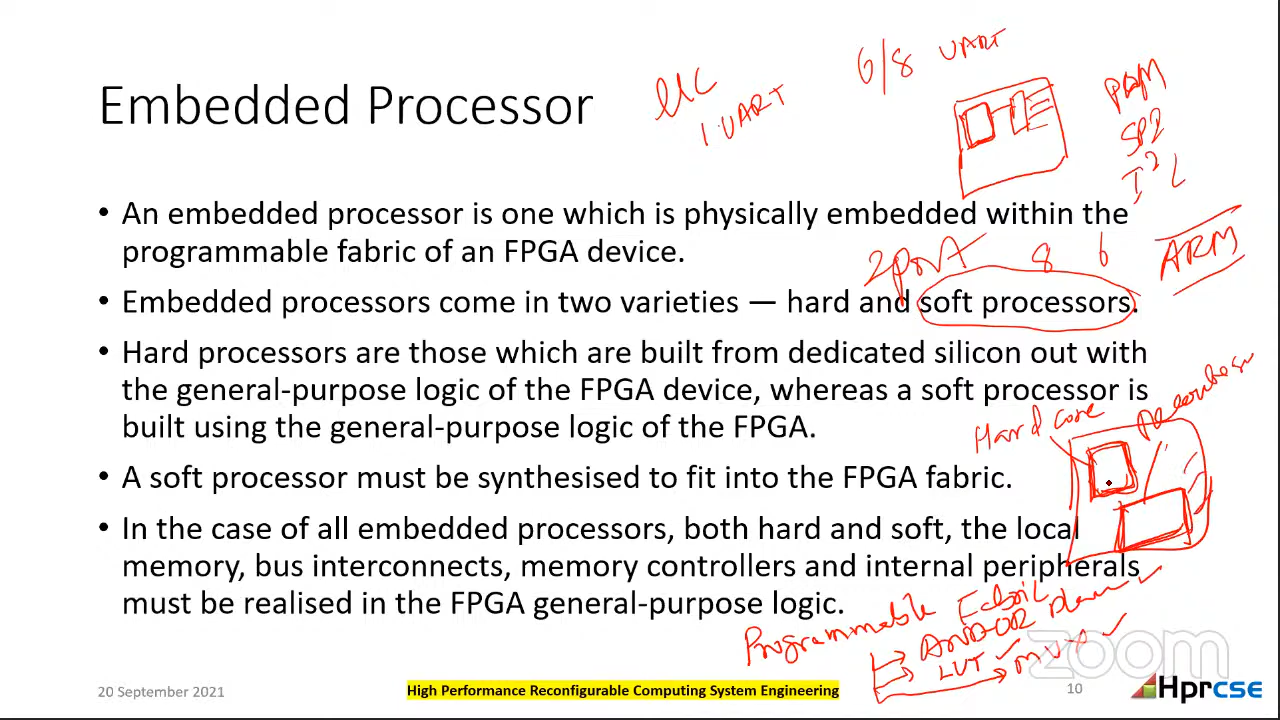 6/8 UART
UC
1 UART
PWM
SPI
I²C
Embedded Processor
• An embedded processor is one which is physically embedded within the
programmable fabric of an FPGA device.
2port 8 6
ARM
• Embedded processors come in two varieties — hard and soft processors.
• Hard processors are those which are built from dedicated silicon out with
the general-purpose logic of the FPGA device, whereas a soft processor is
built using the general-purpose logic of the FPGA.
Hard core
• A soft processor must be synthesised to fit into the FPGA fabric.
• In the case of all embedded processors, both hard and soft, the local
memory, bus interconnects, memory controllers and internal peripherals
must be realised in the FPGA general-purpose logic.
Programmable Fabric
AND-OR Plane
LUT
MUX
zoom
20 September 2021
High Performance Reconfigurable Computing System Engineering
10
Hprcse